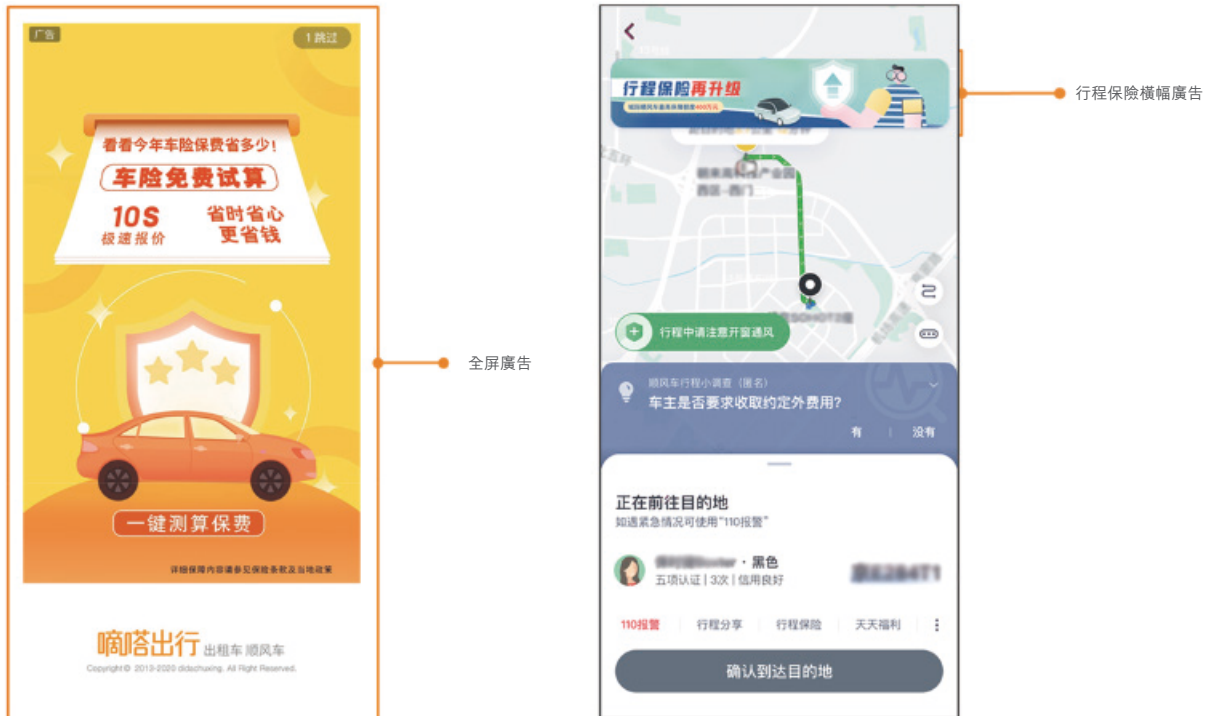 广告
1 跳过
看看今年车险保费省多少!
车险免费试算
10S
极速报价
省时省心
更省钱
一键测算保费
详细保障内容请参见保险条款及当地政策
嘀嗒出行 出租车 顺风车
Copyright© 2013-2020 didachuxing. All Right Reserved.
全屏廣告
行程保险再升级
行程保險橫幅廣告
行程中请注意开窗通风
顺风车行程小调查（匿名）
车主是否要求收取约定外费用?
有 | 没有
正在前往目的地
如遇紧急情况可使用“110报警”
· 黑色
五项认证 | 3次 | 信用良好
110报警 行程分享 行程保险 天天福利
确认到达目的地